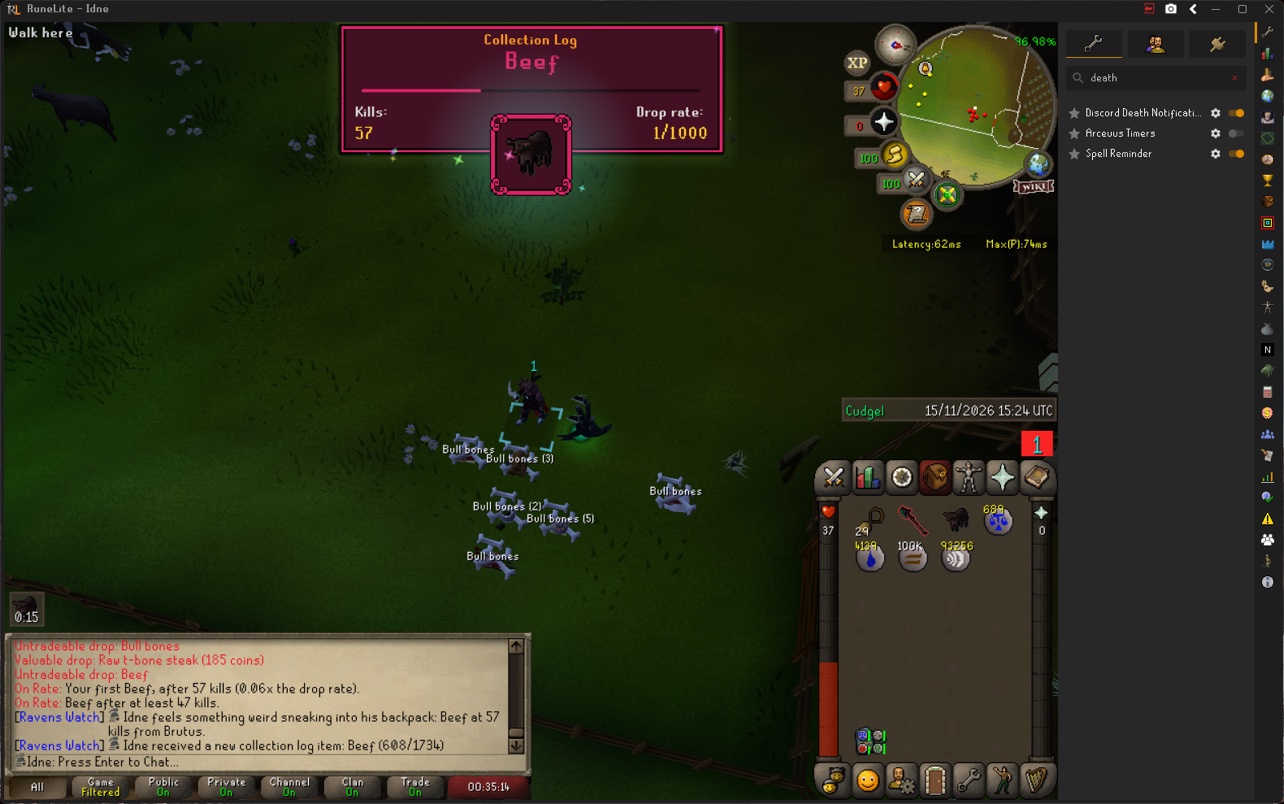 RuneLite - Idne
Walk here
Collection Log
Beef
Kills:
57
Drop rate:
1/1000
96.98%
XP
37
0
100
100
WIKI
Latency:62ms
Max(P):74ms
death
Discord Death Notificati...
Arceuus Timers
Spell Reminder
N
1
Bull bones
Bull bones (3)
Bull bones (2)
Bull bones (5)
Bull bones
Bull bones
Cudgel
15/11/2026 15:24 UTC
1
37
29
689
0
4139
100K
93256
0:15
Untradeable drop: Bull bones
Valuable drop: Raw t-bone steak (185 coins)
Untradeable drop: Beef
On Rate: Your first Beef, after 57 kills (0.06x the drop rate).
On Rate: Beef after at least 47 kills.
[Ravens Watch] Idne feels something weird sneaking into his backpack: Beef at 57
kills from Brutus.
[Ravens Watch] Idne received a new collection log item: Beef (608/1734)
Idne: Press Enter to Chat...
All
Game
Filtered
Public
On
Private
On
Channel
On
Clan
On
Trade
On
00:35:14